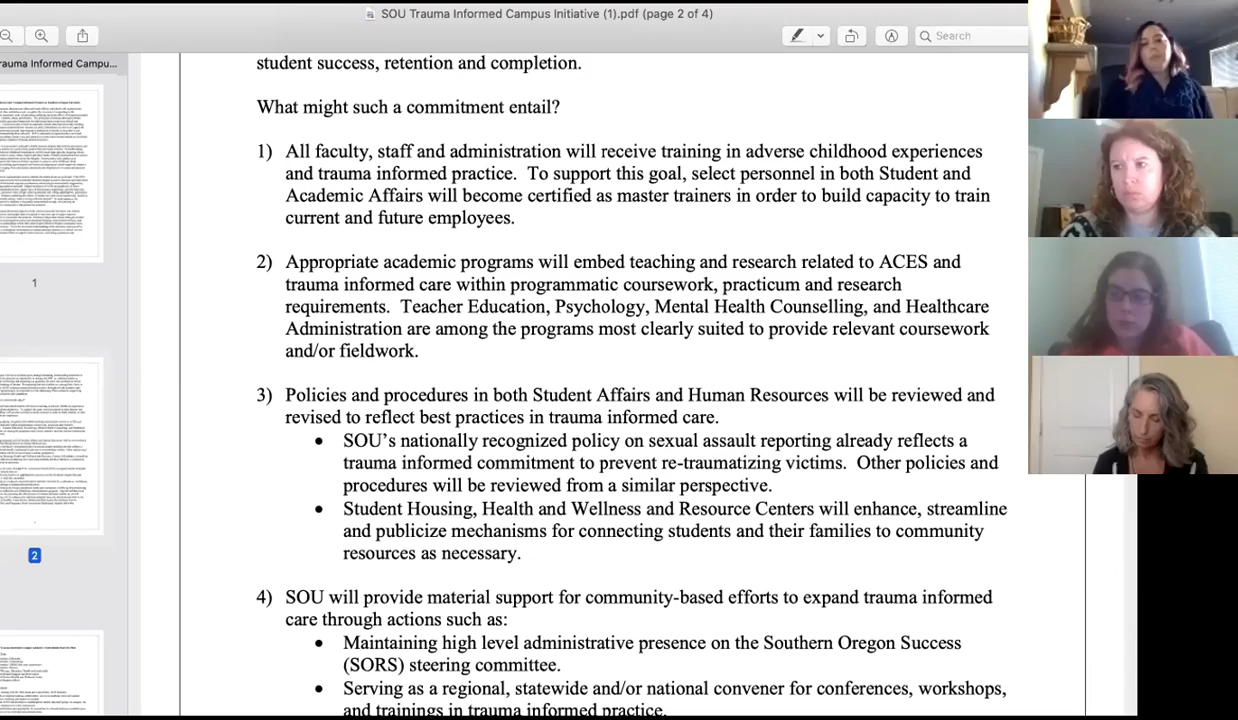 SOU Trauma Informed Campus Initiative (1).pdf (page 2 of 4)
Search
rauma Informed Campu...
1
2
student success, retention and completion.
What might such a commitment entail?
1) All faculty, staff and administration will receive training in adverse childhood experiences
and trauma informed practice. To support this goal, select personnel in both Student and
Academic Affairs will become certified as master trainers in order to build capacity to train
current and future employees.
2) Appropriate academic programs will embed teaching and research related to ACES and
trauma informed care within programmatic coursework, practicum and research
requirements. Teacher Education, Psychology, Mental Health Counselling, and Healthcare
Administration are among the programs most clearly suited to provide relevant coursework
and/or fieldwork.
3) Policies and procedures in both Student Affairs and Human Resources will be reviewed and
revised to reflect best practices in trauma informed care.
• SOU's nationally recognized policy on sexual assault reporting already reflects a
trauma informed commitment to prevent re-traumatizing victims. Other policies and
procedures will be reviewed from a similar perspective.
• Student Housing, Health and Wellness and Resource Centers will enhance, streamline
and publicize mechanisms for connecting students and their families to community
resources as necessary.
4) SOU will provide material support for community-based efforts to expand trauma informed
care through actions such as:
• Maintaining high level administrative presence on the Southern Oregon Success
(SORS) steering committee.
• Serving as a regional, statewide and/or national convener for conferences, workshops,
and trainings in trauma informed practice.